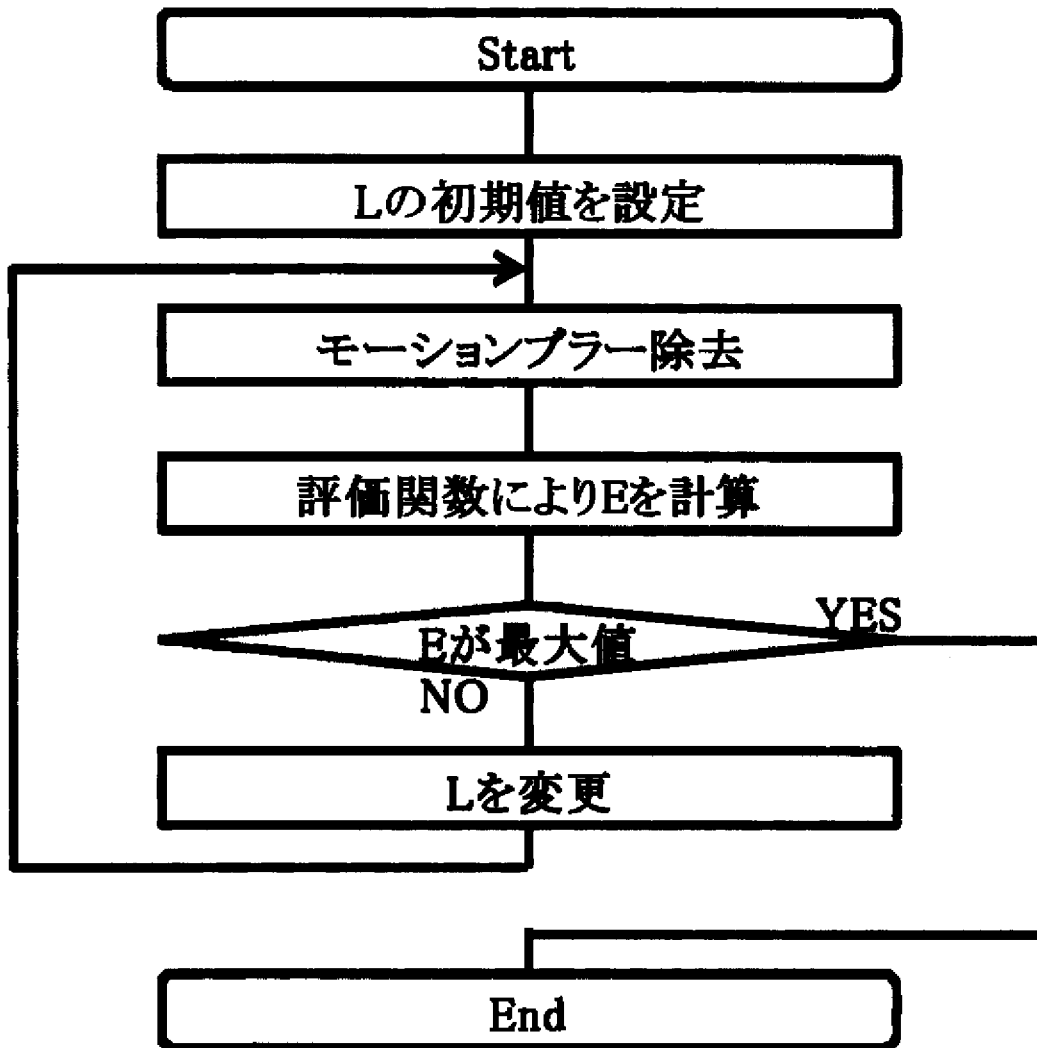 Start
Lの初期値を設定
モーションブラー除去
評価関数によりEを計算
YES
Eが最大値
NO
Lを変更
End